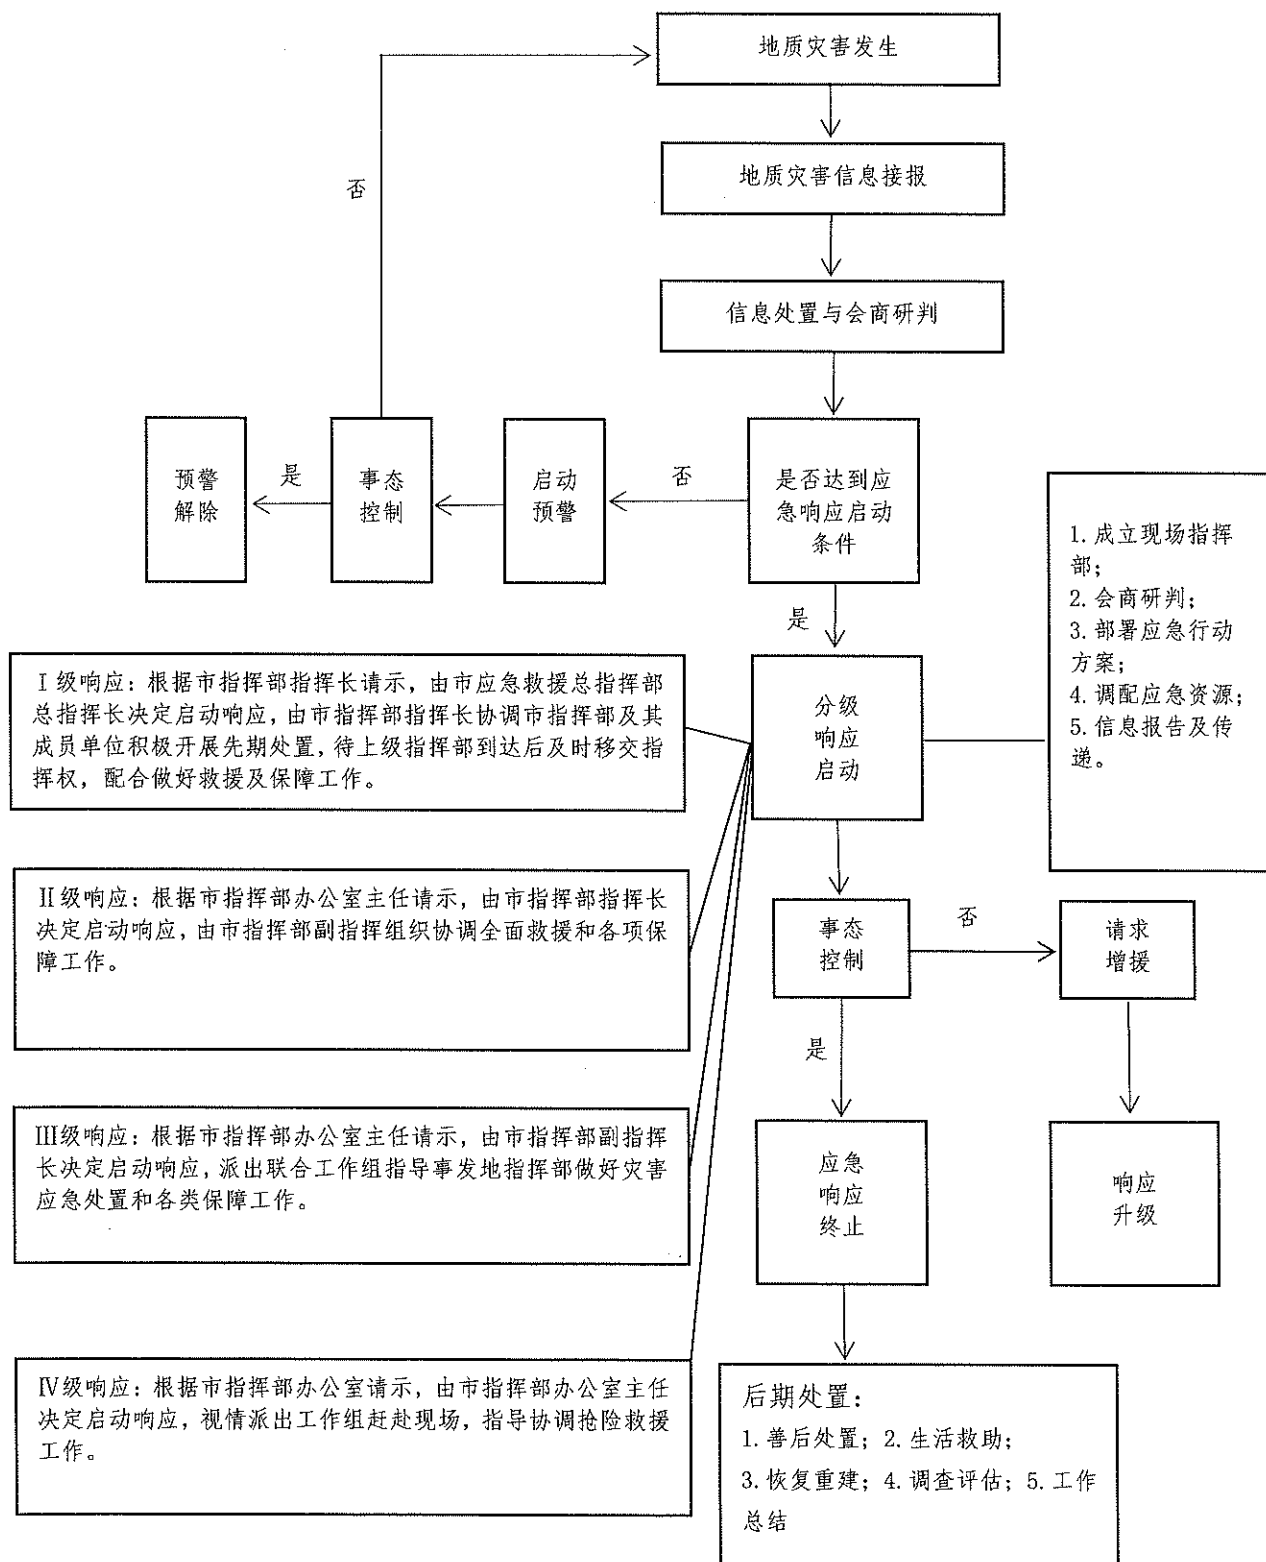 地质灾害发生
否
地质灾害信息接报
信息处置与会商研判
预警
解除
是
事态
控制
启动
预警
否
是否达到应
急响应启动
条件
1.成立现场指挥
部；
2.会商研判；
3.部署应急行动
方案；
4.调配应急资源；
5.信息报告及传
递。
是
Ⅰ级响应：根据市指挥部指挥长请示，由市应急救援总指挥部
总指挥长决定启动响应，由市指挥部指挥长协调市指挥部及其
成员单位积极开展先期处置，待上级指挥部到达后及时移交指
挥权，配合做好救援及保障工作。
分级
响应
启动
Ⅱ级响应：根据市指挥部办公室主任请示，由市指挥部指挥长
决定启动响应，由市指挥部副指挥组织协调全面救援和各项保
障工作。
事态
控制
否
请求
增援
是
Ⅲ级响应：根据市指挥部办公室主任请示，由市指挥部副指挥
长决定启动响应，派出联合工作组指导事发地指挥部做好灾害
应急处置和各类保障工作。
应急
响应
终止
响应
升级
Ⅳ级响应：根据市指挥部办公室请示，由市指挥部办公室主任
决定启动响应，视情派出工作组赶赴现场，指导协调抢险救援
工作。
后期处置：
1.善后处置；2.生活救助；
3.恢复重建；4.调查评估；5.工作
总结